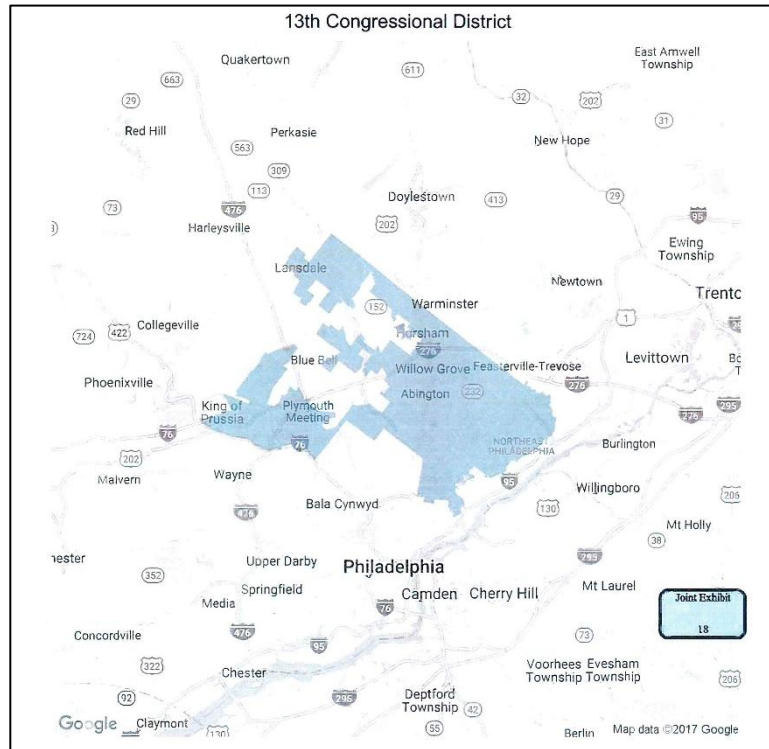 13th Congressional District
Quakertown
East Amwell
Township
663
611
29
32
202
Red Hill
Perkasie
31
563
New Hope
309
113
Doylestown
413
29
73
476
202
95
Harleysville
Ewing
Township
Lansdale
Newtown
Trento
152
Warminster
Collegeville
1
724
422
Horsham
276
Levittown
Blue Bell
Willow Grove
Feasterville-Trevose
Phoenixville
Abington
232
276
King of
Prussia
Plymouth
Meeting
295
76
276
76
NORTHEAST
PHILADELPHIA
Burlington
202
Malvern
Wayne
95
Willingboro
Bala Cynwyd
130
206
Mt Holly
38
hester
Upper Darby
295
352
Philadelphia
Springfield
Camden
Cherry Hill
Mt Laurel
Joint Exhibit
18
Media
76
Concordville
476
95
73
322
Chester
Voorhees
Township
Evesham
Township
206
92
295
Deptford
Township
42
Google
Claymont
130
55
Berlin
Map data ©2017 Google